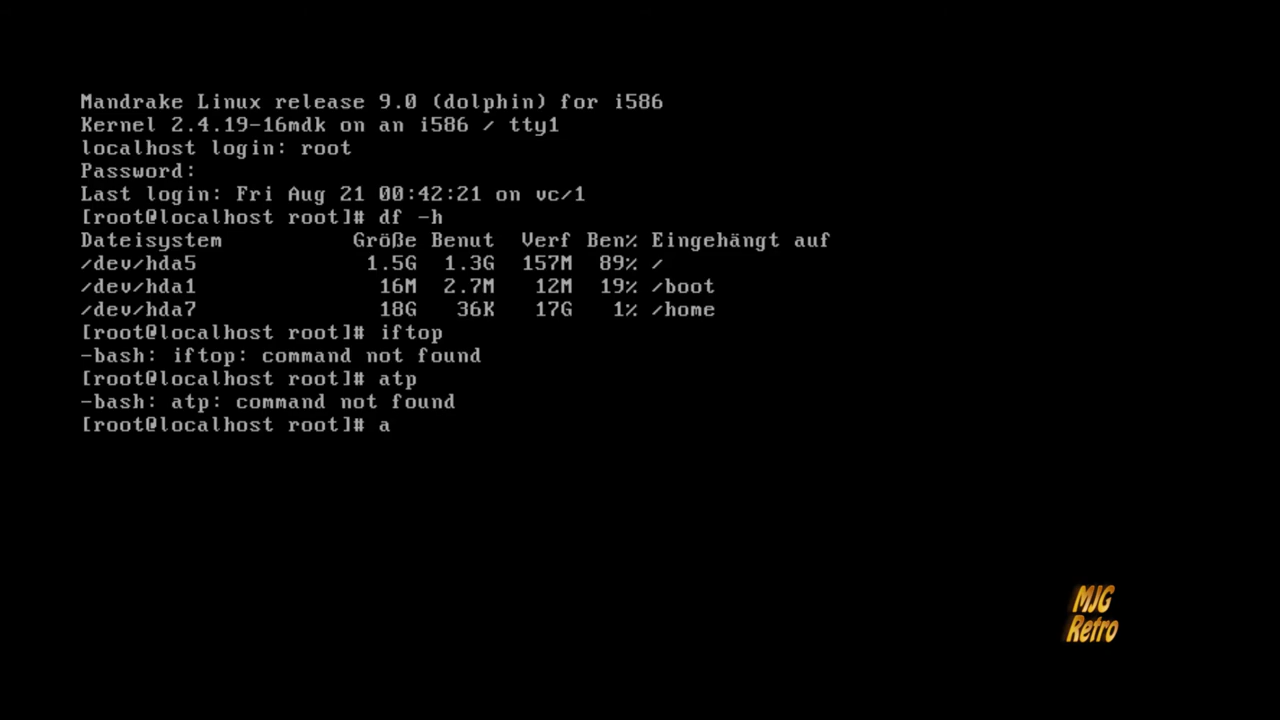 Mandrake Linux release 9.0 (dolphin) for i586
Kernel 2.4.19-16mdk on an i586 / tty1
localhost login: root
Password:
Last login: Fri Aug 21 00:42:21 on vc/1
[root@localhost root]# df -h
Dateisystem          Größe Benut  Verf Ben% Eingehängt auf
/dev/hda5             1.5G  1.3G  157M  89% /
/dev/hda1              16M  2.7M   12M  19% /boot
/dev/hda7              18G   36K   17G   1% /home
[root@localhost root]# iftop
-bash: iftop: command not found
[root@localhost root]# atp
-bash: atp: command not found
[root@localhost root]# a
MJG
Retro